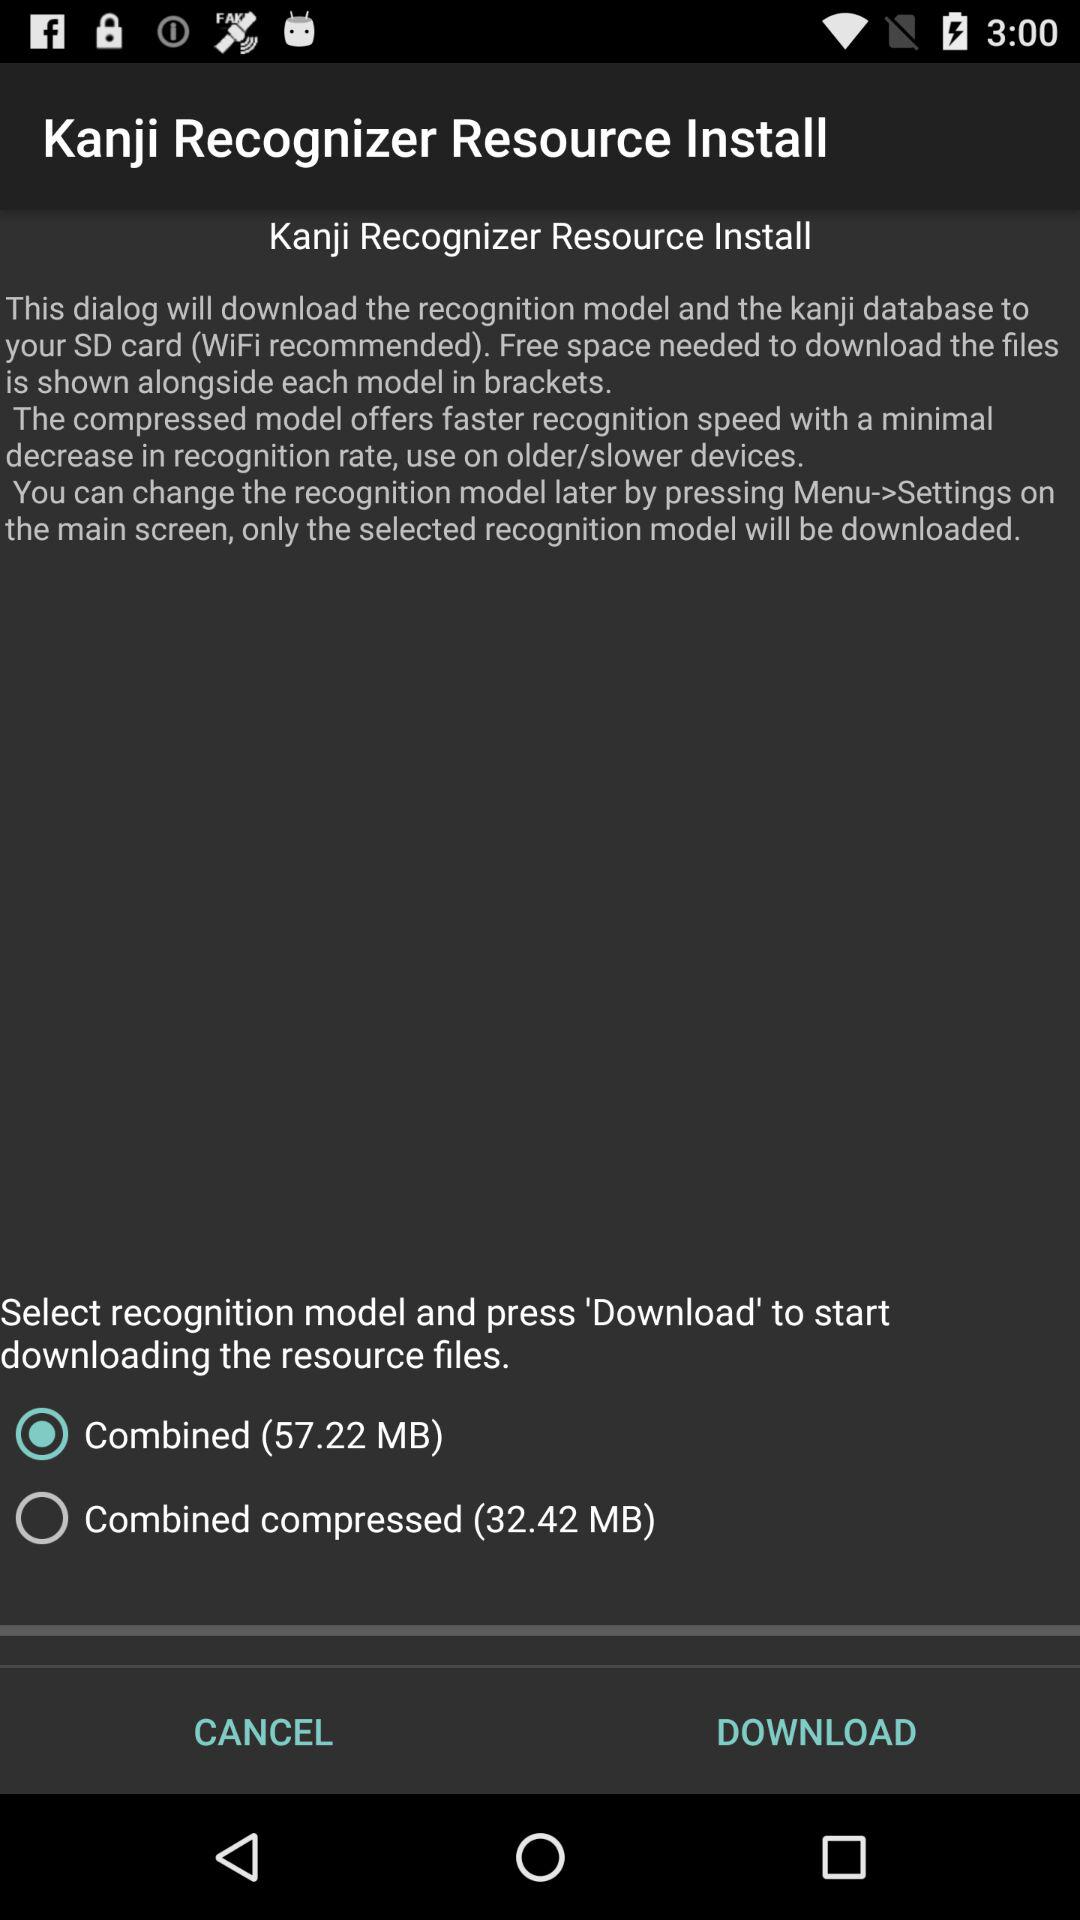 FAK
3:00
Kanji Recognizer Resource Install
Kanji Recognizer Resource Install
This dialog will download the recognition model and the kanji database to
your SD card (WiFi recommended). Free space needed to download the files
is shown alongside each model in brackets.
The compressed model offers faster recognition speed with a minimal
decrease in recognition rate, use on older/slower devices.
You can change the recognition model later by pressing Menu->Settings on
the main screen, only the selected recognition model will be downloaded.
Select recognition model and press 'Download' to start
downloading the resource files.
Combined (57.22 MB)
Combined compressed (32.42 MB)
CANCEL
DOWNLOAD